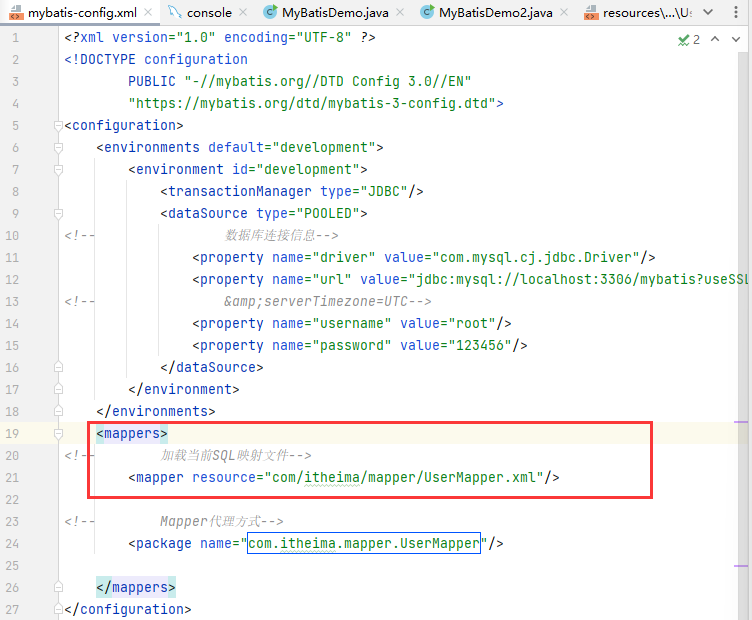 mybatis-config.xml console MyBatisDemo.java MyBatisDemo2.java resources\...\Us
2
1 <?xml version="1.0" encoding="UTF-8" ?>
2 <!DOCTYPE configuration
3 PUBLIC "-//mybatis.org//DTD Config 3.0//EN"
4 "https://mybatis.org/dtd/mybatis-3-config.dtd">
5 <configuration>
6 <environments default="development">
7 <environment id="development">
8 <transactionManager type="JDBC"/>
9 <dataSource type="POOLED">
10 <!-- 数据库连接信息-->
11 <property name="driver" value="com.mysql.cj.jdbc.Driver"/>
12 <property name="url" value="jdbc:mysql://localhost:3306/mybatis?useSSL
13 <!-- &amp;serverTimezone=UTC-->
14 <property name="username" value="root"/>
15 <property name="password" value="123456"/>
16 </dataSource>
17 </environment>
18 </environments>
19 <mappers>
20 <!-- 加载当前SQL映射文件-->
21 <mapper resource="com/itheima/mapper/UserMapper.xml"/>
22
23 <!-- Mapper代理方式-->
24 <package name="com.itheima.mapper.UserMapper"/>
25
26 </mappers>
27 </configuration>